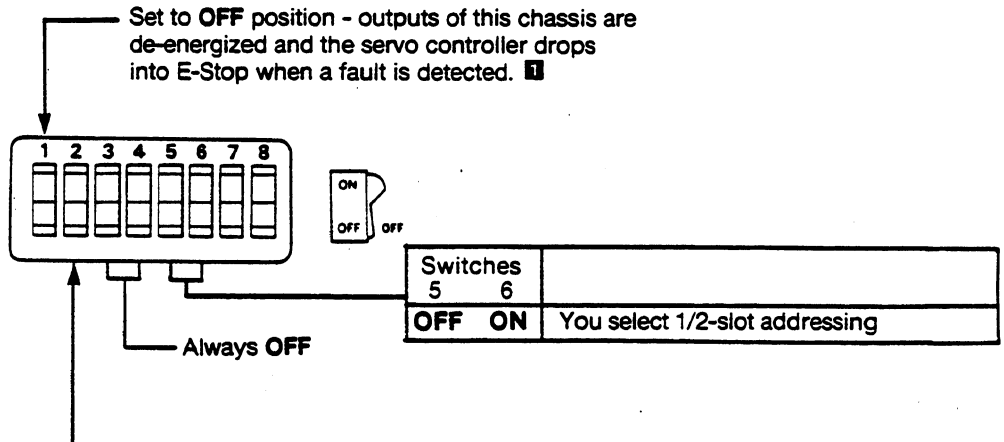 Set to OFF position - outputs of this chassis are
de-energized and the servo controller drops
into E-Stop when a fault is detected. 1
1 2 3 4 5 6 7 8
ON
OFF OFF
Switches
5 6
OFF ON You select 1/2-slot addressing
Always OFF